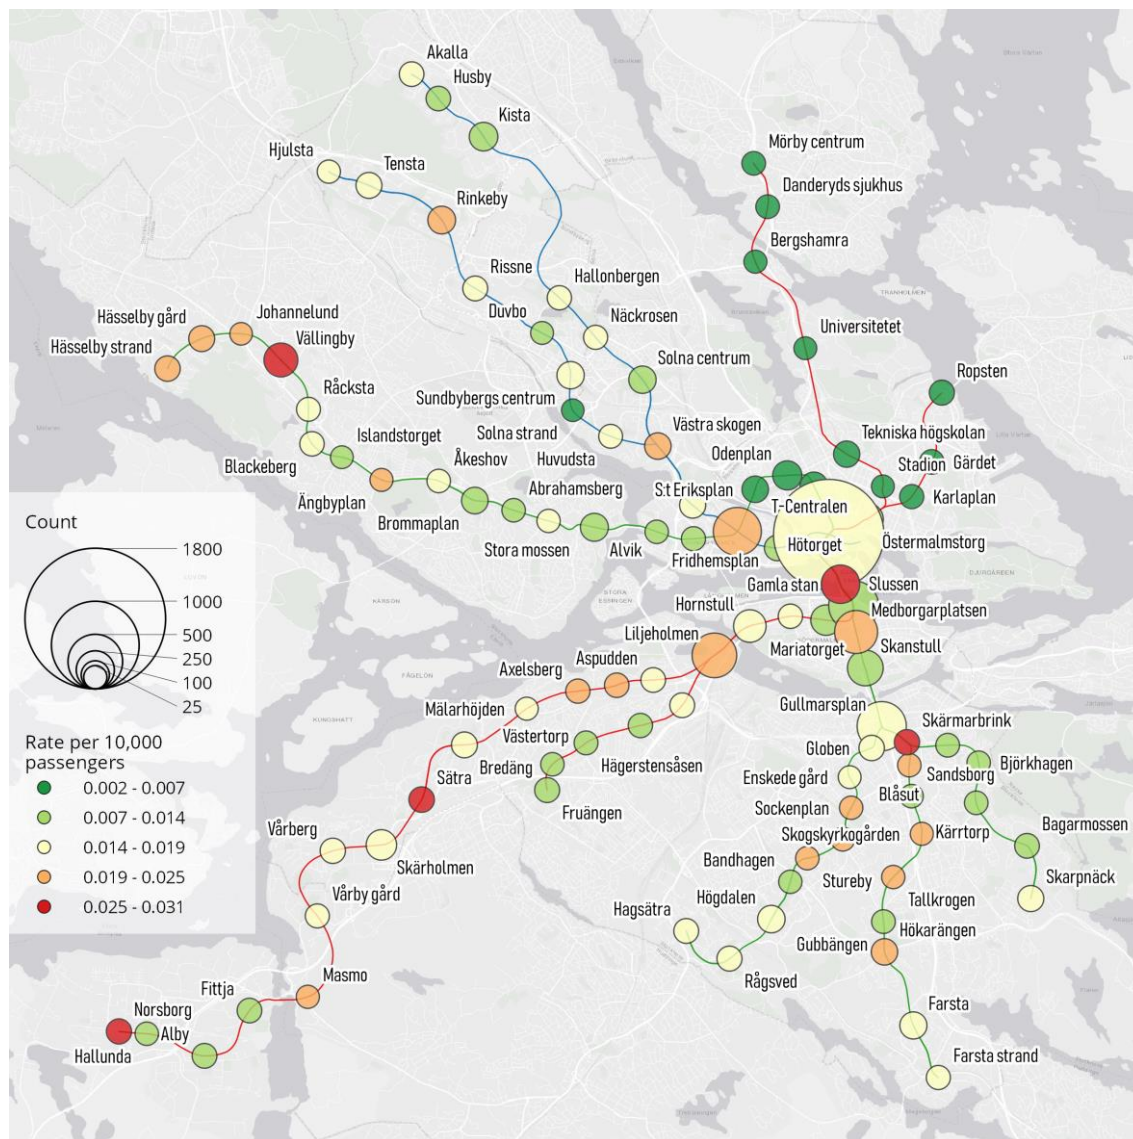 Akalla
Husby
Kista
Hjulsta
Tensta
Rinkeby
Mörby centrum
Danderyds sjukhus
Bergshamra
Rissne
Hallonbergen
Duvbo
Näckrosen
TRANHOLMEN
Universitetet
Hässelby gård
Johannelund
Hässelby strand
Vällingby
Solna centrum
Ropsten
Råcksta
Sundbybergs centrum
Solna strand
Västra skogen
Tekniska högskolan
Islandstorget
Blackeberg
Åkeshov
Huvudsta
Odenplan
Stadion
Gärdet
Ängbyplan
Abrahamsberg
S:t Eriksplan
Karlaplan
Brommaplan
T-Centralen
Stora mossen
Alvik
Fridhemsplan
Hötorget
Östermalmstorg
Count
1800
1000
500
250
100
25
STORA
ESSINGEN
KÄRSÖN
DJURGÅRDEN
Gamla stan
Slussen
Hornstull
Medborgarplatsen
Liljeholmen
Mariatorget
Skanstull
Axelsberg
Aspudden
FÅGELÖN
KUNGSHATT
Mälarhöjden
Gullmarsplan
Skärmarbrink
Västertorp
Globen
Bredäng
Hägerstensåsen
Sandsborg
Björkhagen
Sätra
Enskede gård
Blåsut
Fruängen
Sockenplan
Rate per 10,000
passengers
0.002 - 0.007
0.007 - 0.014
0.014 - 0.019
0.019 - 0.025
0.025 - 0.031
Vårberg
Skogskyrkogården
Kärrtorp
Bagarmossen
Skärholmen
Bandhagen
Stureby
Skarpnäck
Vårby gård
Högdalen
Tallkrogen
Hagsätra
Hökarängen
Gubbängen
Masmo
Rågsved
Fittja
Norsborg
Alby
Hallunda
Farsta
Farsta strand